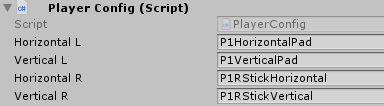 Player Config (Script)
Script PlayerConfig
Horizontal L P1HorizontalPad
Vertical L P1VerticalPad
Horizontal R P1RStickHorizontal
Vertical R P1RStickVertical